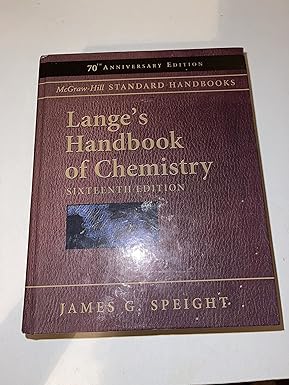 70TH ANNIVERSARY EDITION
McGraw-Hill STANDARD HANDBOOKS
Lange's
Handbook
of Chemistry
SIXTEENTH EDITION
JAMES G. SPEIGHT